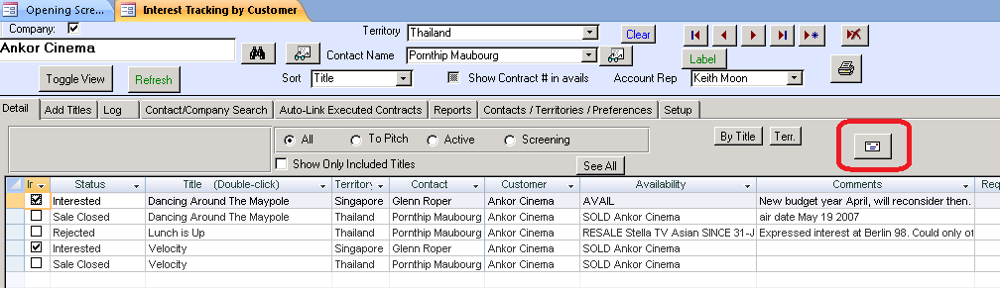 Opening Scre... Interest Tracking by Customer
Company:
Ankor Cinema
Territory Thailand Clear
Contact Name Pornthip Maubourg Label
Toggle View Refresh Sort Title Show Contract # in avails Account Rep Keith Moon
Detail Add Titles Log Contact/Company Search Auto-Link Executed Contracts Reports Contacts / Territories / Preferences Setup
All To Pitch Active Screening By Title Terr.
Show Only Included Titles See All
Ir Status Title (Double-click) Territory Contact Customer Availability Comments Req
Interested Dancing Around The Maypole Singapore Glenn Roper Ankor Cinema AVAIL New budget year April, will reconsider then.
Sale Closed Dancing Around The Maypole Thailand Pornthip Maubourg Ankor Cinema SOLD Ankor Cinema air date May 19 2007
Rejected Lunch is Up Thailand Pornthip Maubourg Ankor Cinema RESALE Stella TV Asian SINCE 31-J Expressed interest at Berlin 98. Could only of
Interested Velocity Singapore Glenn Roper Ankor Cinema SOLD Ankor Cinema
Sale Closed Velocity Thailand Pornthip Maubourg Ankor Cinema SOLD Ankor Cinema